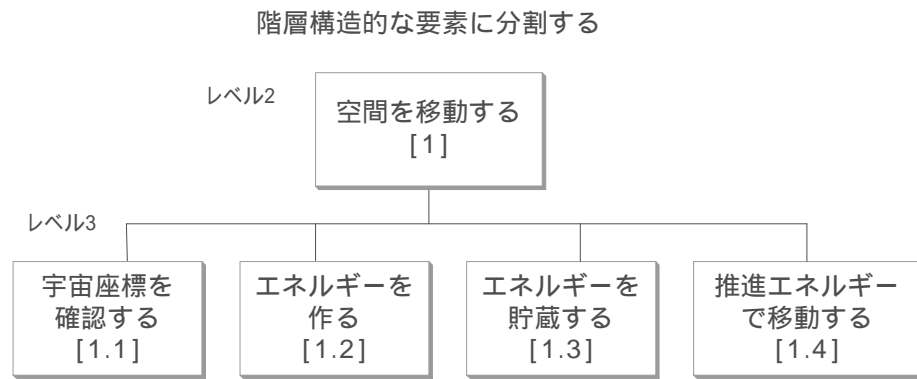 階層構造的な要素に分割する
レベル2
空間を移動する
[1]
レベル3
宇宙座標を
確認する
[1.1]
エネルギーを
作る
[1.2]
エネルギーを
貯蔵する
[1.3]
推進エネルギー
で移動する
[1.4]